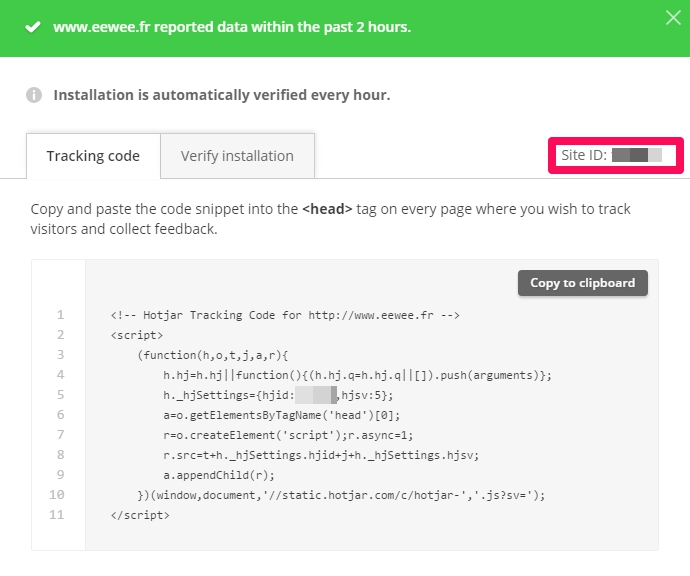 www.eewee.fr reported data within the past 2 hours.
Installation is automatically verified every hour.
Tracking code
Verify installation
Site ID:
Copy and paste the code snippet into the <head> tag on every page where you wish to track
visitors and collect feedback.
Copy to clipboard
1 <!-- Hotjar Tracking Code for http://www.eewee.fr -->
2 <script>
3 (function(h,o,t,j,a,r){
4 h.hj=h.hj||function(){(h.hj.q=h.hj.q||[]).push(arguments)};
5 h._hjSettings={hjid: ,hjsv:5};
6 a=o.getElementsByTagName('head')[0];
7 r=o.createElement('script');r.async=1;
8 r.src=t+h._hjSettings.hjid+j+h._hjSettings.hjsv;
9 a.appendChild(r);
10 })(window,document,'//static.hotjar.com/c/hotjar-','.js?sv=');
11 </script>